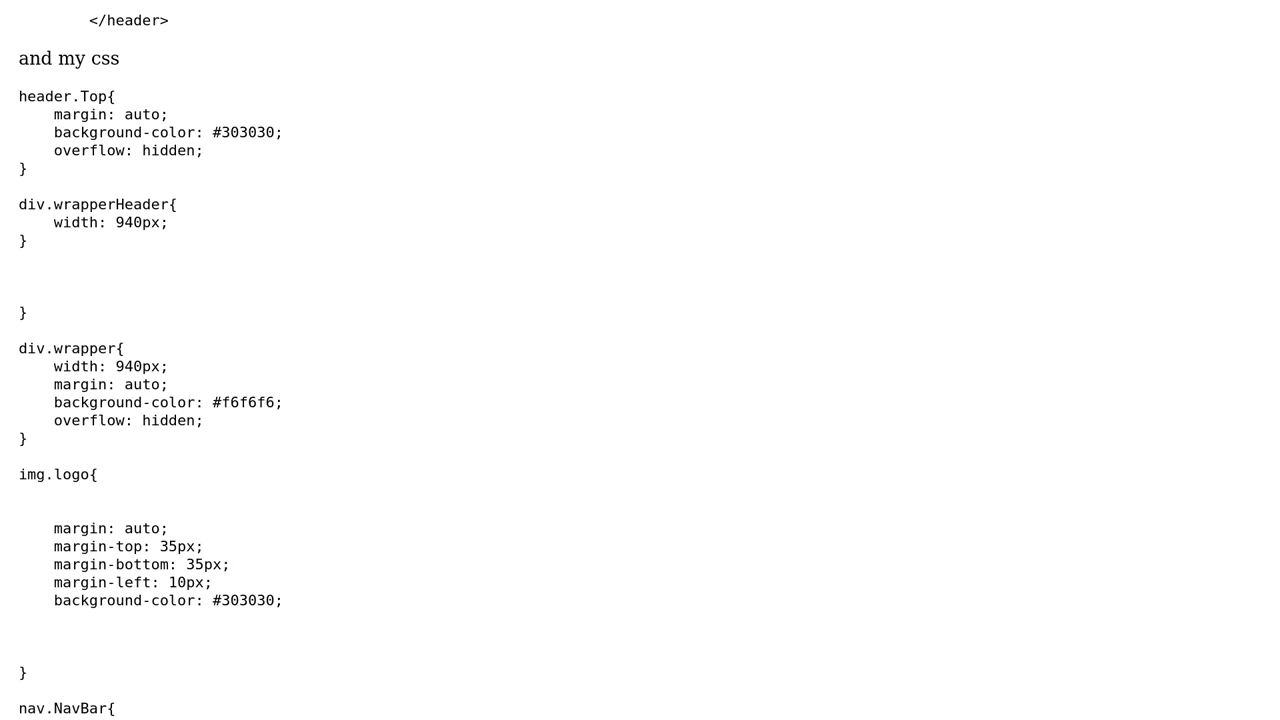 </header>
and my css
header.Top{
    margin: auto;
    background-color: #303030;
    overflow: hidden;
}
div.wrapperHeader{
    width: 940px;
}
}
div.wrapper{
    width: 940px;
    margin: auto;
    background-color: #f6f6f6;
    overflow: hidden;
}
img.logo{
    margin: auto;
    margin-top: 35px;
    margin-bottom: 35px;
    margin-left: 10px;
    background-color: #303030;
}
nav.NavBar{